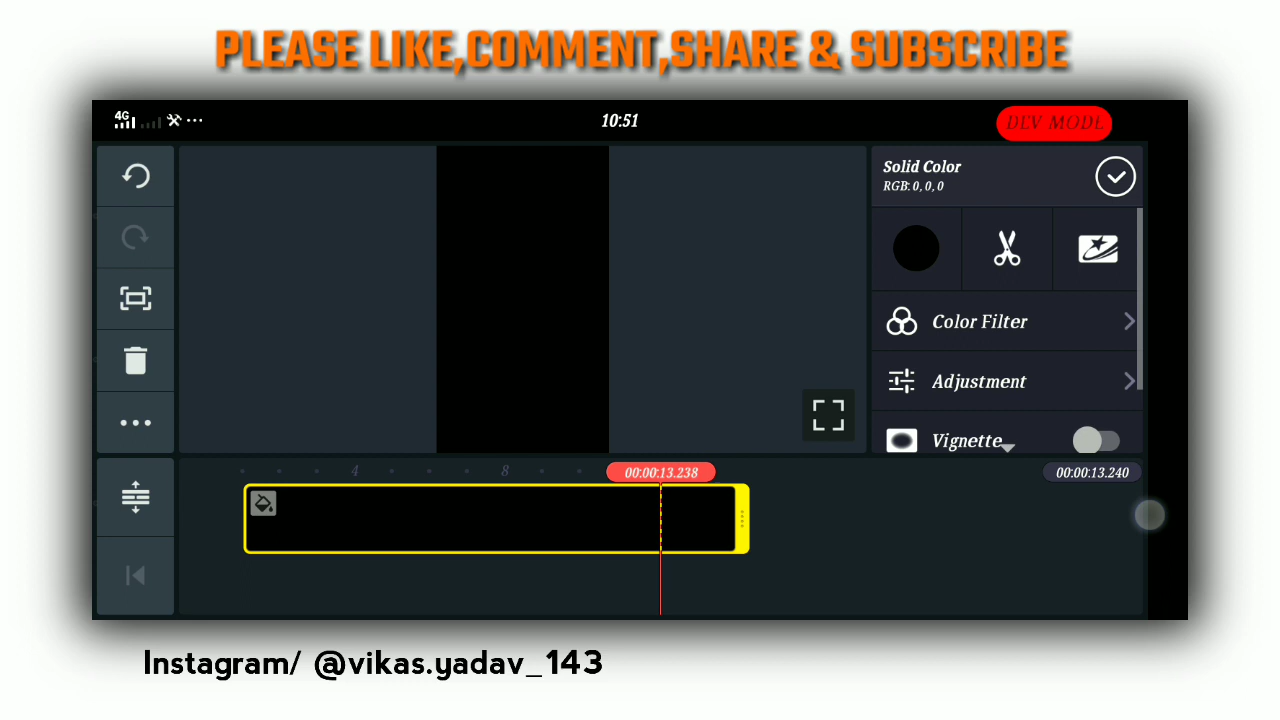 PLEASE LIKE,COMMENT,SHARE & SUBSCRIBE
4G 10:51 DEV MODE
Solid Color
RGB: 0, 0, 0
Color Filter
Adjustment
Vignette
4 8 00:00:13.238 00:00:13.240
Instagram/ @vikas.yadav_143